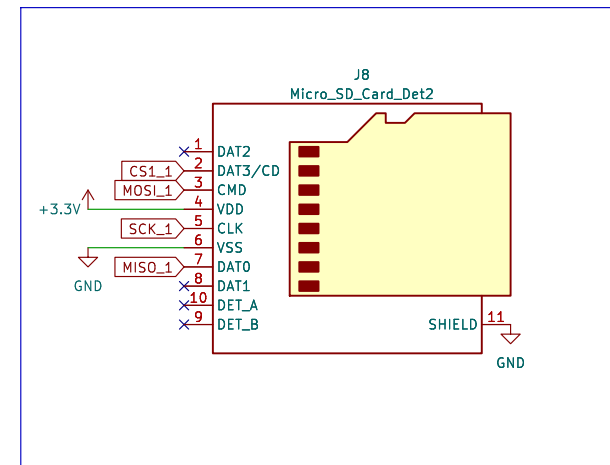 J8
Micro_SD_Card_Det2
1 DAT2
CS1_1 2 DAT3/CD
MOSI_1 3 CMD
+3.3V 4 VDD
SCK_1 5 CLK
6 VSS
MISO_1 7 DAT0
GND 8 DAT1
10 DET_A
9 DET_B
SHIELD 11
GND